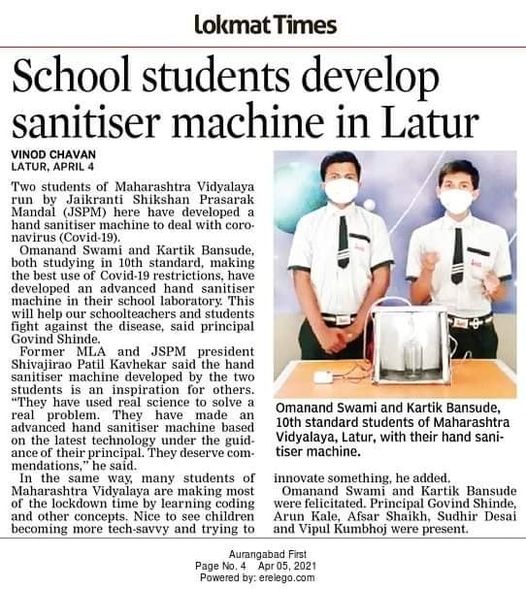 Lokmat Times
School students develop
sanitiser machine in Latur
VINOD CHAVAN
LATUR, APRIL 4
Two students of Maharashtra Vidyalaya
run by Jaikranti Shikshan Prasarak
Mandal (JSPM) here have developed a
hand sanitiser machine to deal with coro-
navirus (Covid-19).
Omanand Swami and Kartik Bansude,
both studying in 10th standard, making
the best use of Covid-19 restrictions, have
developed an advanced hand sanitiser
machine in their school laboratory. This
will help our schoolteachers and students
fight against the disease, said principal
Govind Shinde.
Former MLA and JSPM president
Shivajirao Patil Kavhekar said the hand
sanitiser machine developed by the two
students is an inspiration for others.
“They have used real science to solve a
real problem. They have made an
advanced hand sanitiser machine based
on the latest technology under the guid-
ance of their principal. They deserve com-
mendations,” he said.
In the same way, many students of
Maharashtra Vidyalaya are making most
of the lockdown time by learning coding
and other concepts. Nice to see children
becoming more tech-savvy and trying to
Omanand Swami and Kartik Bansude,
10th standard students of Maharashtra
Vidyalaya, Latur, with their hand sani-
tiser machine.
innovate something, he added.
Omanand Swami and Kartik Bansude
were felicitated. Principal Govind Shinde,
Arun Kale, Afsar Shaikh, Sudhir Desai
and Vipul Kumbhoj were present.
Aurangabad First
Page No. 4 Apr 05, 2021
Powered by: erelego.com